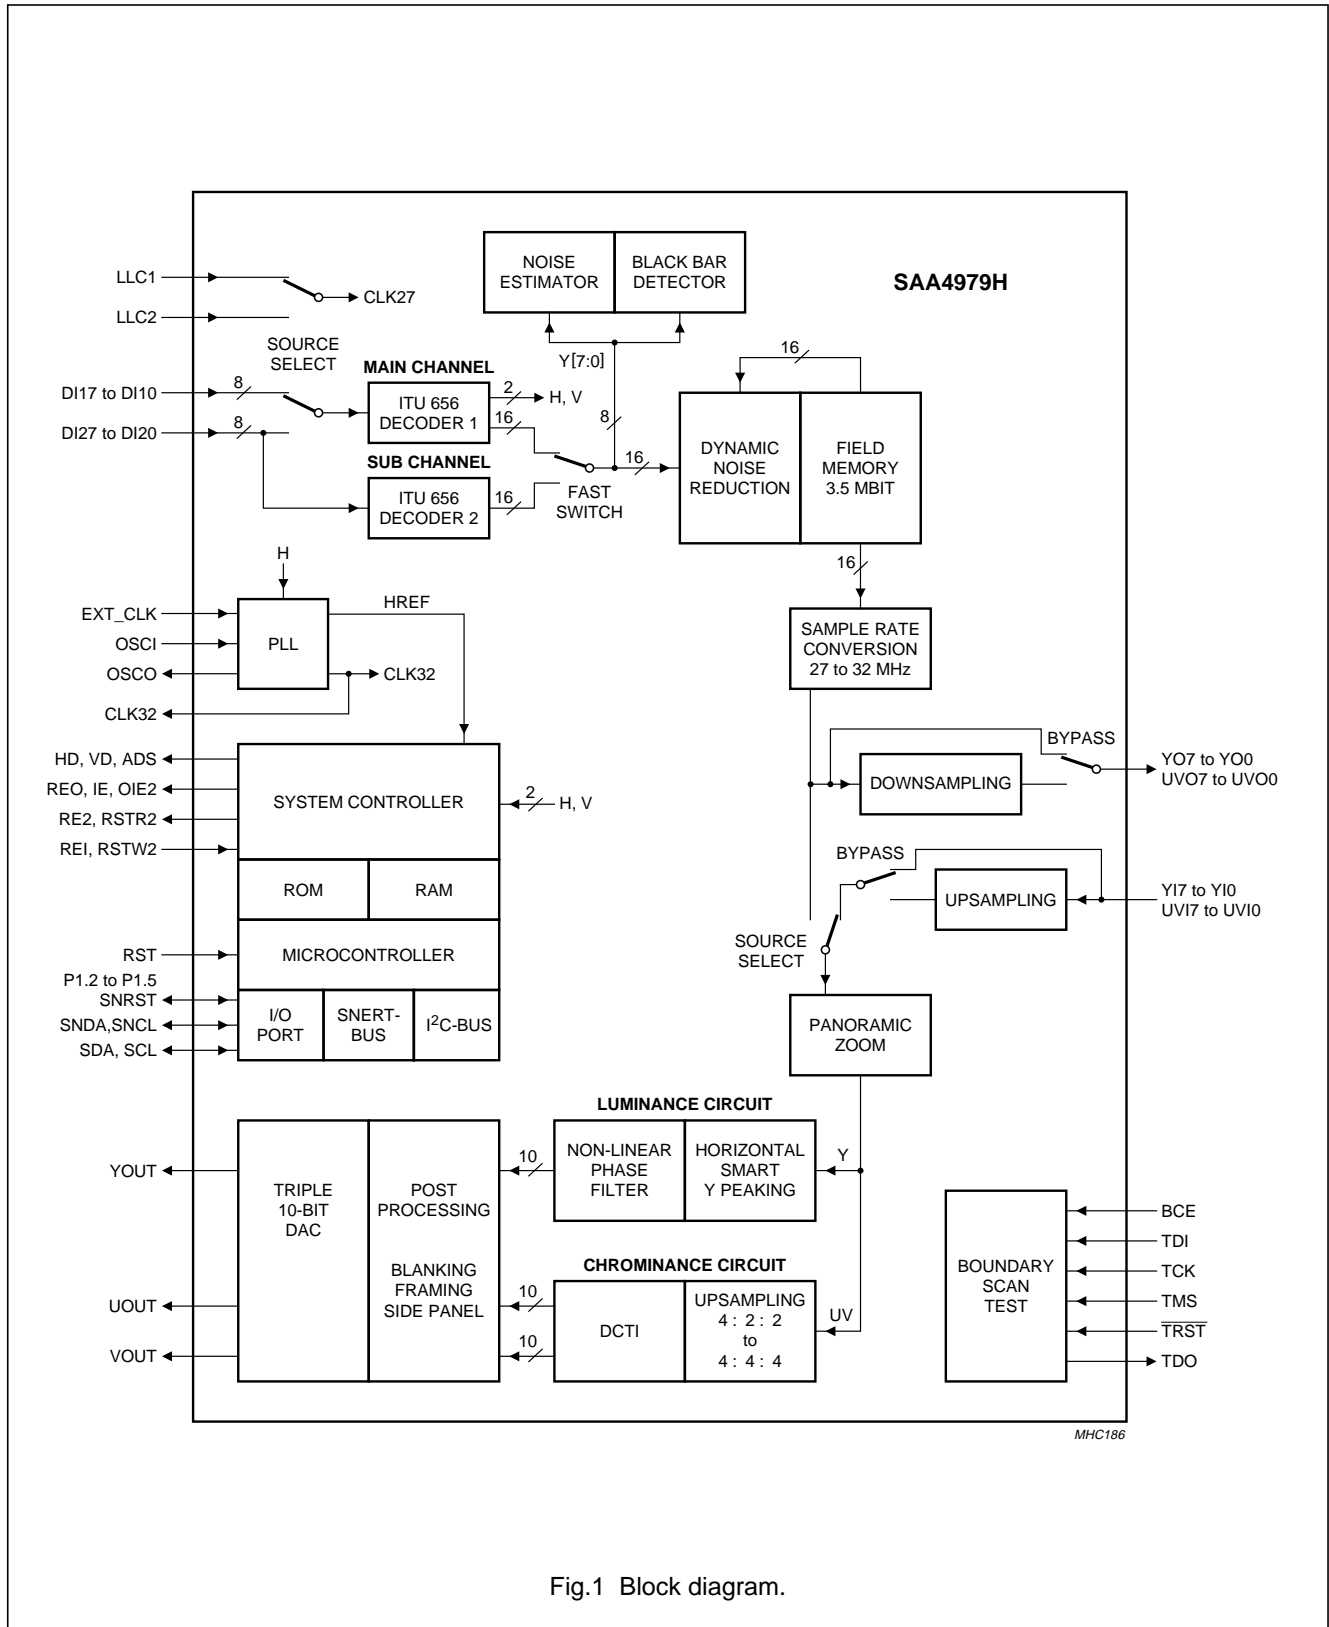 SAA4979H
NOISE
ESTIMATOR
BLACK BAR
DETECTOR
LLC1
LLC2
CLK27
SOURCE
SELECT
MAIN CHANNEL
Y[7:0]
16
DI17 to DI10
8
ITU 656
DECODER 1
2
H, V
16
8
DI27 to DI20
8
SUB CHANNEL
ITU 656
DECODER 2
16
FAST
SWITCH
16
DYNAMIC
NOISE
REDUCTION
FIELD
MEMORY
3.5 MBIT
16
H
EXT_CLK
OSCI
OSCO
CLK32
PLL
HREF
CLK32
SAMPLE RATE
CONVERSION
27 to 32 MHz
HD, VD, ADS
REO, IE, OIE2
RE2, RSTR2
REI, RSTW2
SYSTEM CONTROLLER
2
H, V
BYPASS
DOWNSAMPLING
YO7 to YO0
UVO7 to UVO0
BYPASS
ROM
RAM
UPSAMPLING
YI7 to YI0
UVI7 to UVI0
SOURCE
SELECT
RST
MICROCONTROLLER
P1.2 to P1.5
SNRST
SNDA,SNCL
SDA, SCL
I/O
PORT
SNERT-
BUS
I2C-BUS
PANORAMIC
ZOOM
LUMINANCE CIRCUIT
YOUT
TRIPLE
10-BIT
DAC
POST
PROCESSING
BLANKING
FRAMING
SIDE PANEL
10
NON-LINEAR
PHASE
FILTER
HORIZONTAL
SMART
Y PEAKING
Y
CHROMINANCE CIRCUIT
UOUT
VOUT
10
10
DCTI
UPSAMPLING
4 : 2 : 2
to
4 : 4 : 4
UV
BOUNDARY
SCAN
TEST
BCE
TDI
TCK
TMS
TRST
TDO
MHC186
Fig.1 Block diagram.